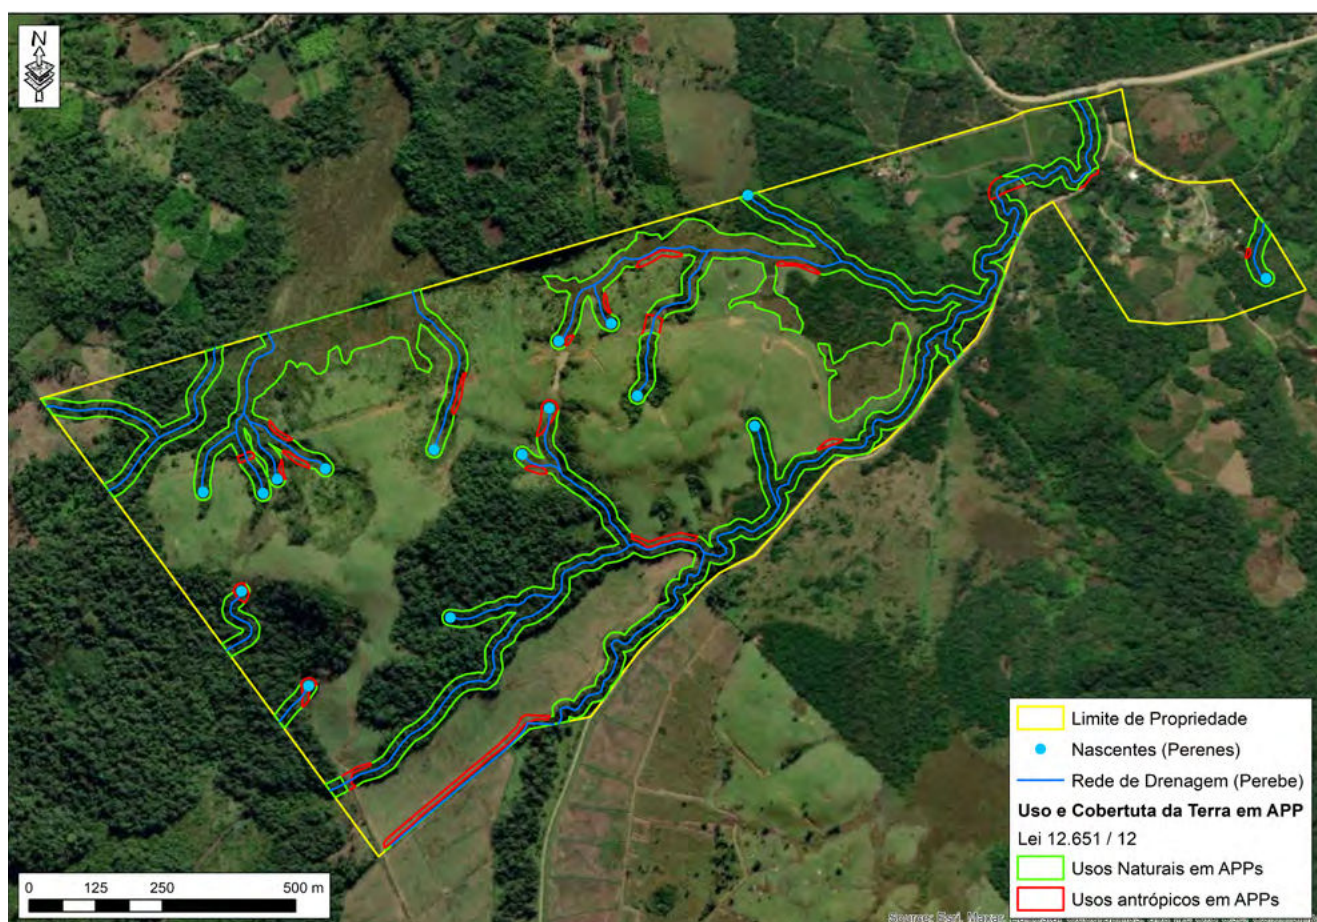 N
Limite de Propriedade
Nascentes (Perenes)
Rede de Drenagem (Perebe)
Uso e Cobertuta da Terra em APP
Lei 12.651 / 12
Usos Naturais em APPs
Usos antrópicos em APPs
0 125 250 500 m
Source: Esri, Maxar,